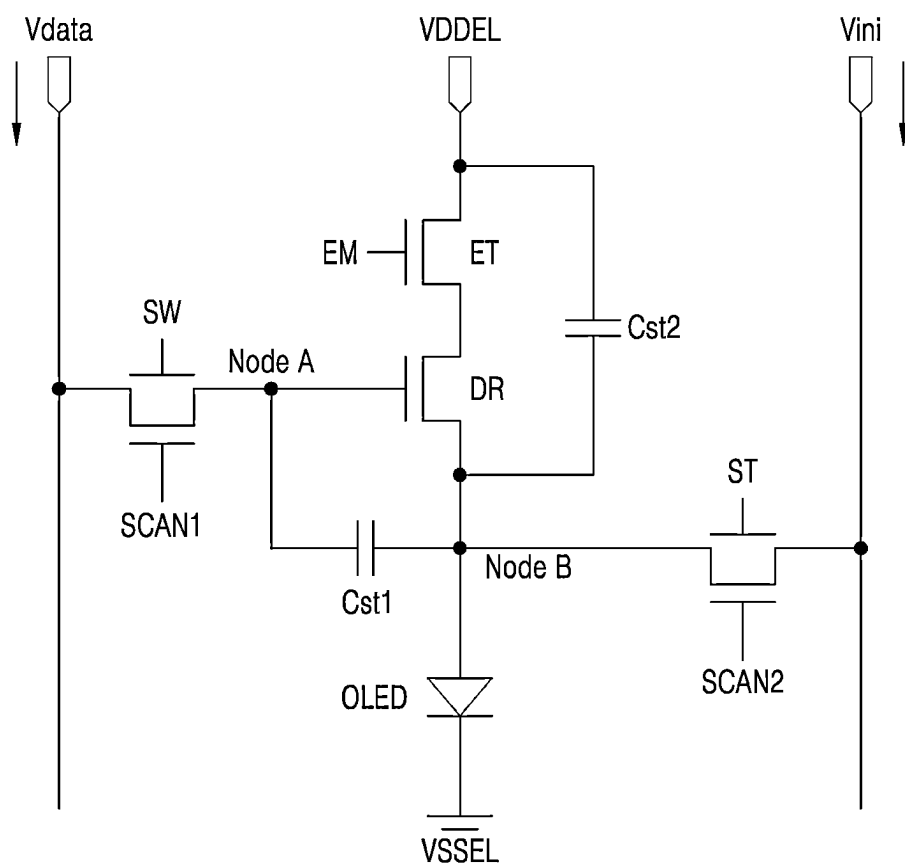 Vdata
VDDEL
Vini
EM
ET
SW
Cst2
Node A
DR
ST
SCAN1
Node B
Cst1
OLED
SCAN2
VSSEL